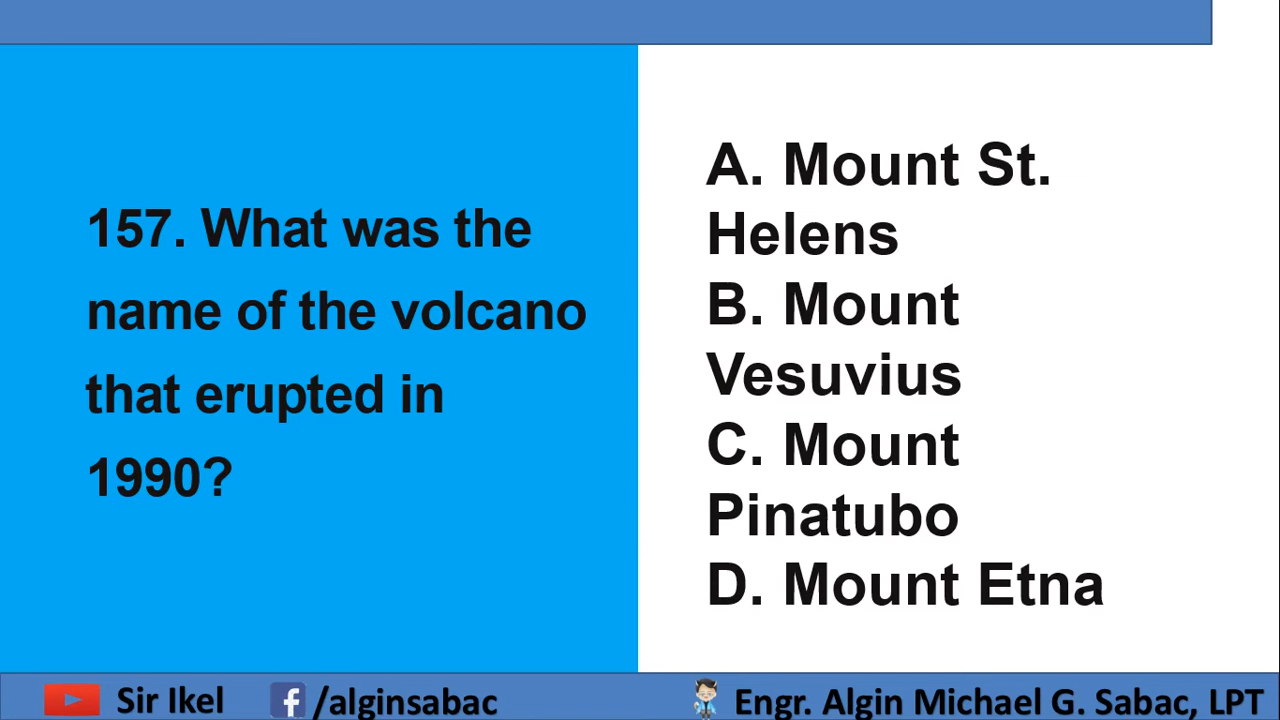 157. What was the
name of the volcano
that erupted in
1990?
A. Mount St.
Helens
B. Mount
Vesuvius
C. Mount
Pinatubo
D. Mount Etna
Sir Ikel
/alginsabac
Engr. Algin Michael G. Sabac, LPT